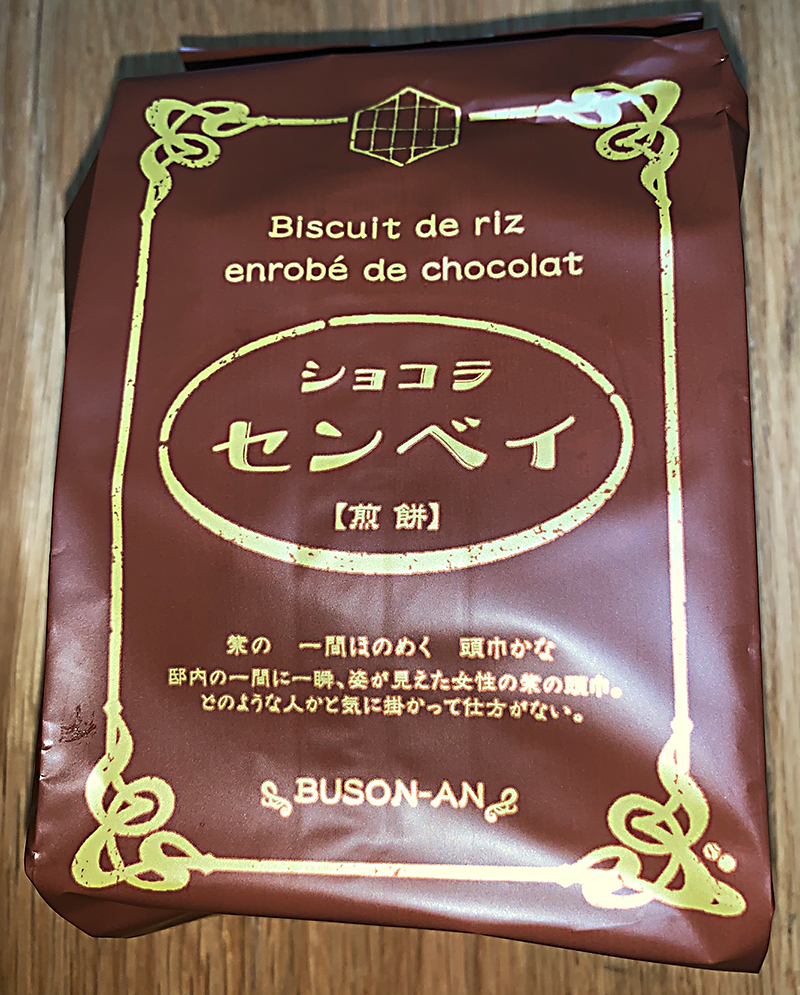 Biscuit de riz
enrobé de chocolat
ショコラ
センベイ
【煎餅】
紫の 一間ほのめく 頭巾かな
邸内の一間に一瞬、姿が見えた女性の紫の頭巾。
どのような人かと気に掛かって仕方がない。
BUSON-AN